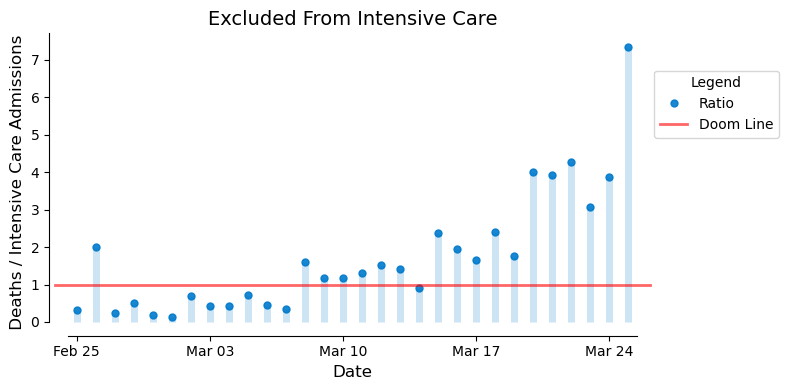 Excluded From Intensive Care
Deaths / Intensive Care Admissions
7
6
5
4
3
2
1
0
Feb 25
Mar 03
Mar 10
Mar 17
Mar 24
Date
Legend
Ratio
Doom Line